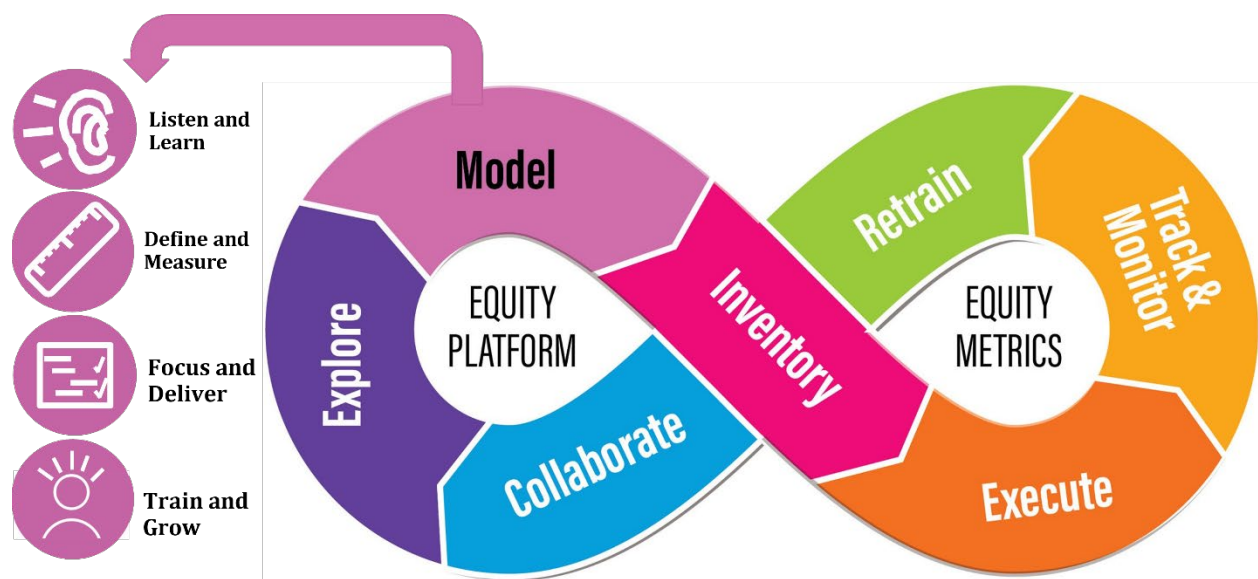 Listen and
Learn
Define and
Measure
Focus and
Deliver
Train and
Grow
Model
Explore
EQUITY
PLATFORM
Collaborate
Inventory
Retrain
Track &
Monitor
EQUITY
METRICS
Execute